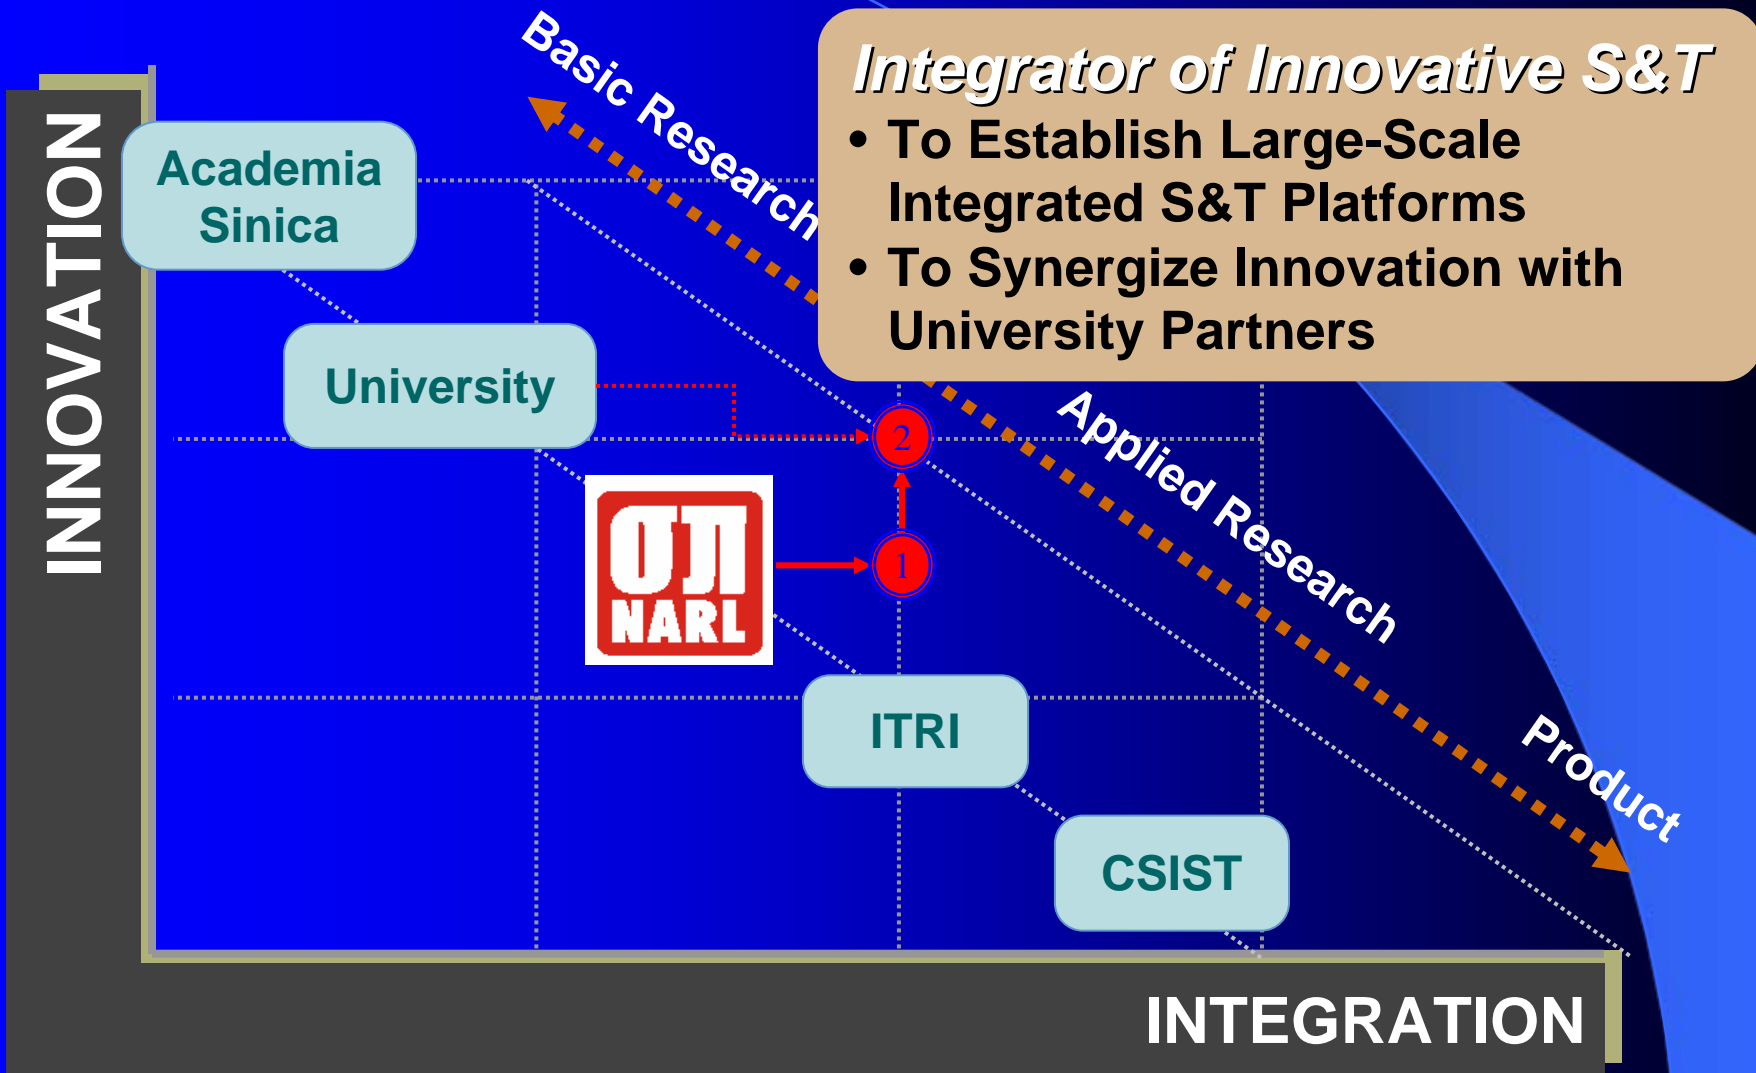 INNOVATION
Basic Research
Integrator of Innovative S&T
• To Establish Large-Scale
Integrated S&T Platforms
• To Synergize Innovation with
University Partners
Academia
Sinica
University
2
Applied Research
1
NARL
ITRI
Product
CSIST
INTEGRATION